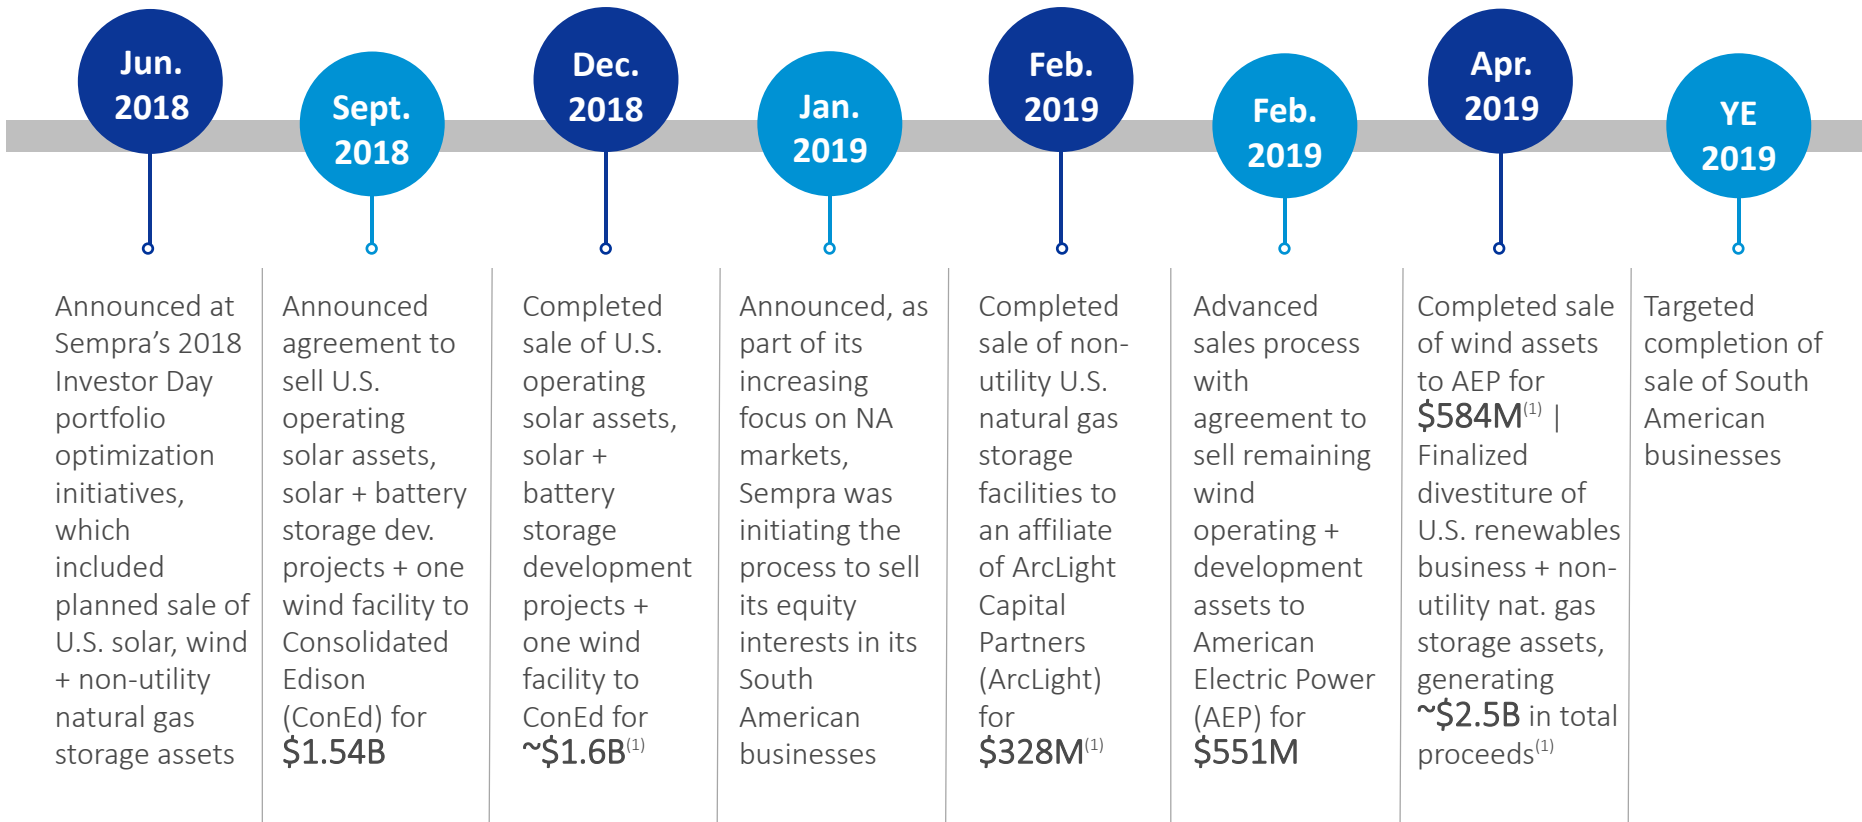 Jun.
2018
Sept.
2018
Dec.
2018
Jan.
2019
Feb.
2019
Feb.
2019
Apr.
2019
YE
2019
Announced at
Sempra’s 2018
Investor Day
portfolio
optimization
initiatives,
which
included
planned sale of
U.S. solar, wind
+ non-utility
natural gas
storage assets
Announced
agreement to
sell U.S.
operating
solar assets,
solar + battery
storage dev.
projects + one
wind facility to
Consolidated
Edison
(ConEd) for
$1.54B
Completed
sale of U.S.
operating
solar assets,
solar +
battery
storage
development
projects +
one wind
facility to
ConEd for
~$1.6B(1)
Announced, as
part of its
increasing
focus on NA
markets,
Sempra was
initiating the
process to sell
its equity
interests in its
South
American
businesses
Completed
sale of non-
utility U.S.
natural gas
storage
facilities to
an affiliate
of ArcLight
Capital
Partners
(ArcLight)
for
$328M(1)
Advanced
sales process
with
agreement to
sell remaining
wind
operating +
development
assets to
American
Electric Power
(AEP) for
$551M
Completed sale
of wind assets
to AEP for
$584M(1) |
Finalized
divestiture of
U.S. renewables
business + non-
utility nat. gas
storage assets,
generating
~$2.5B in total
proceeds(1)
Targeted
completion of
sale of South
American
businesses